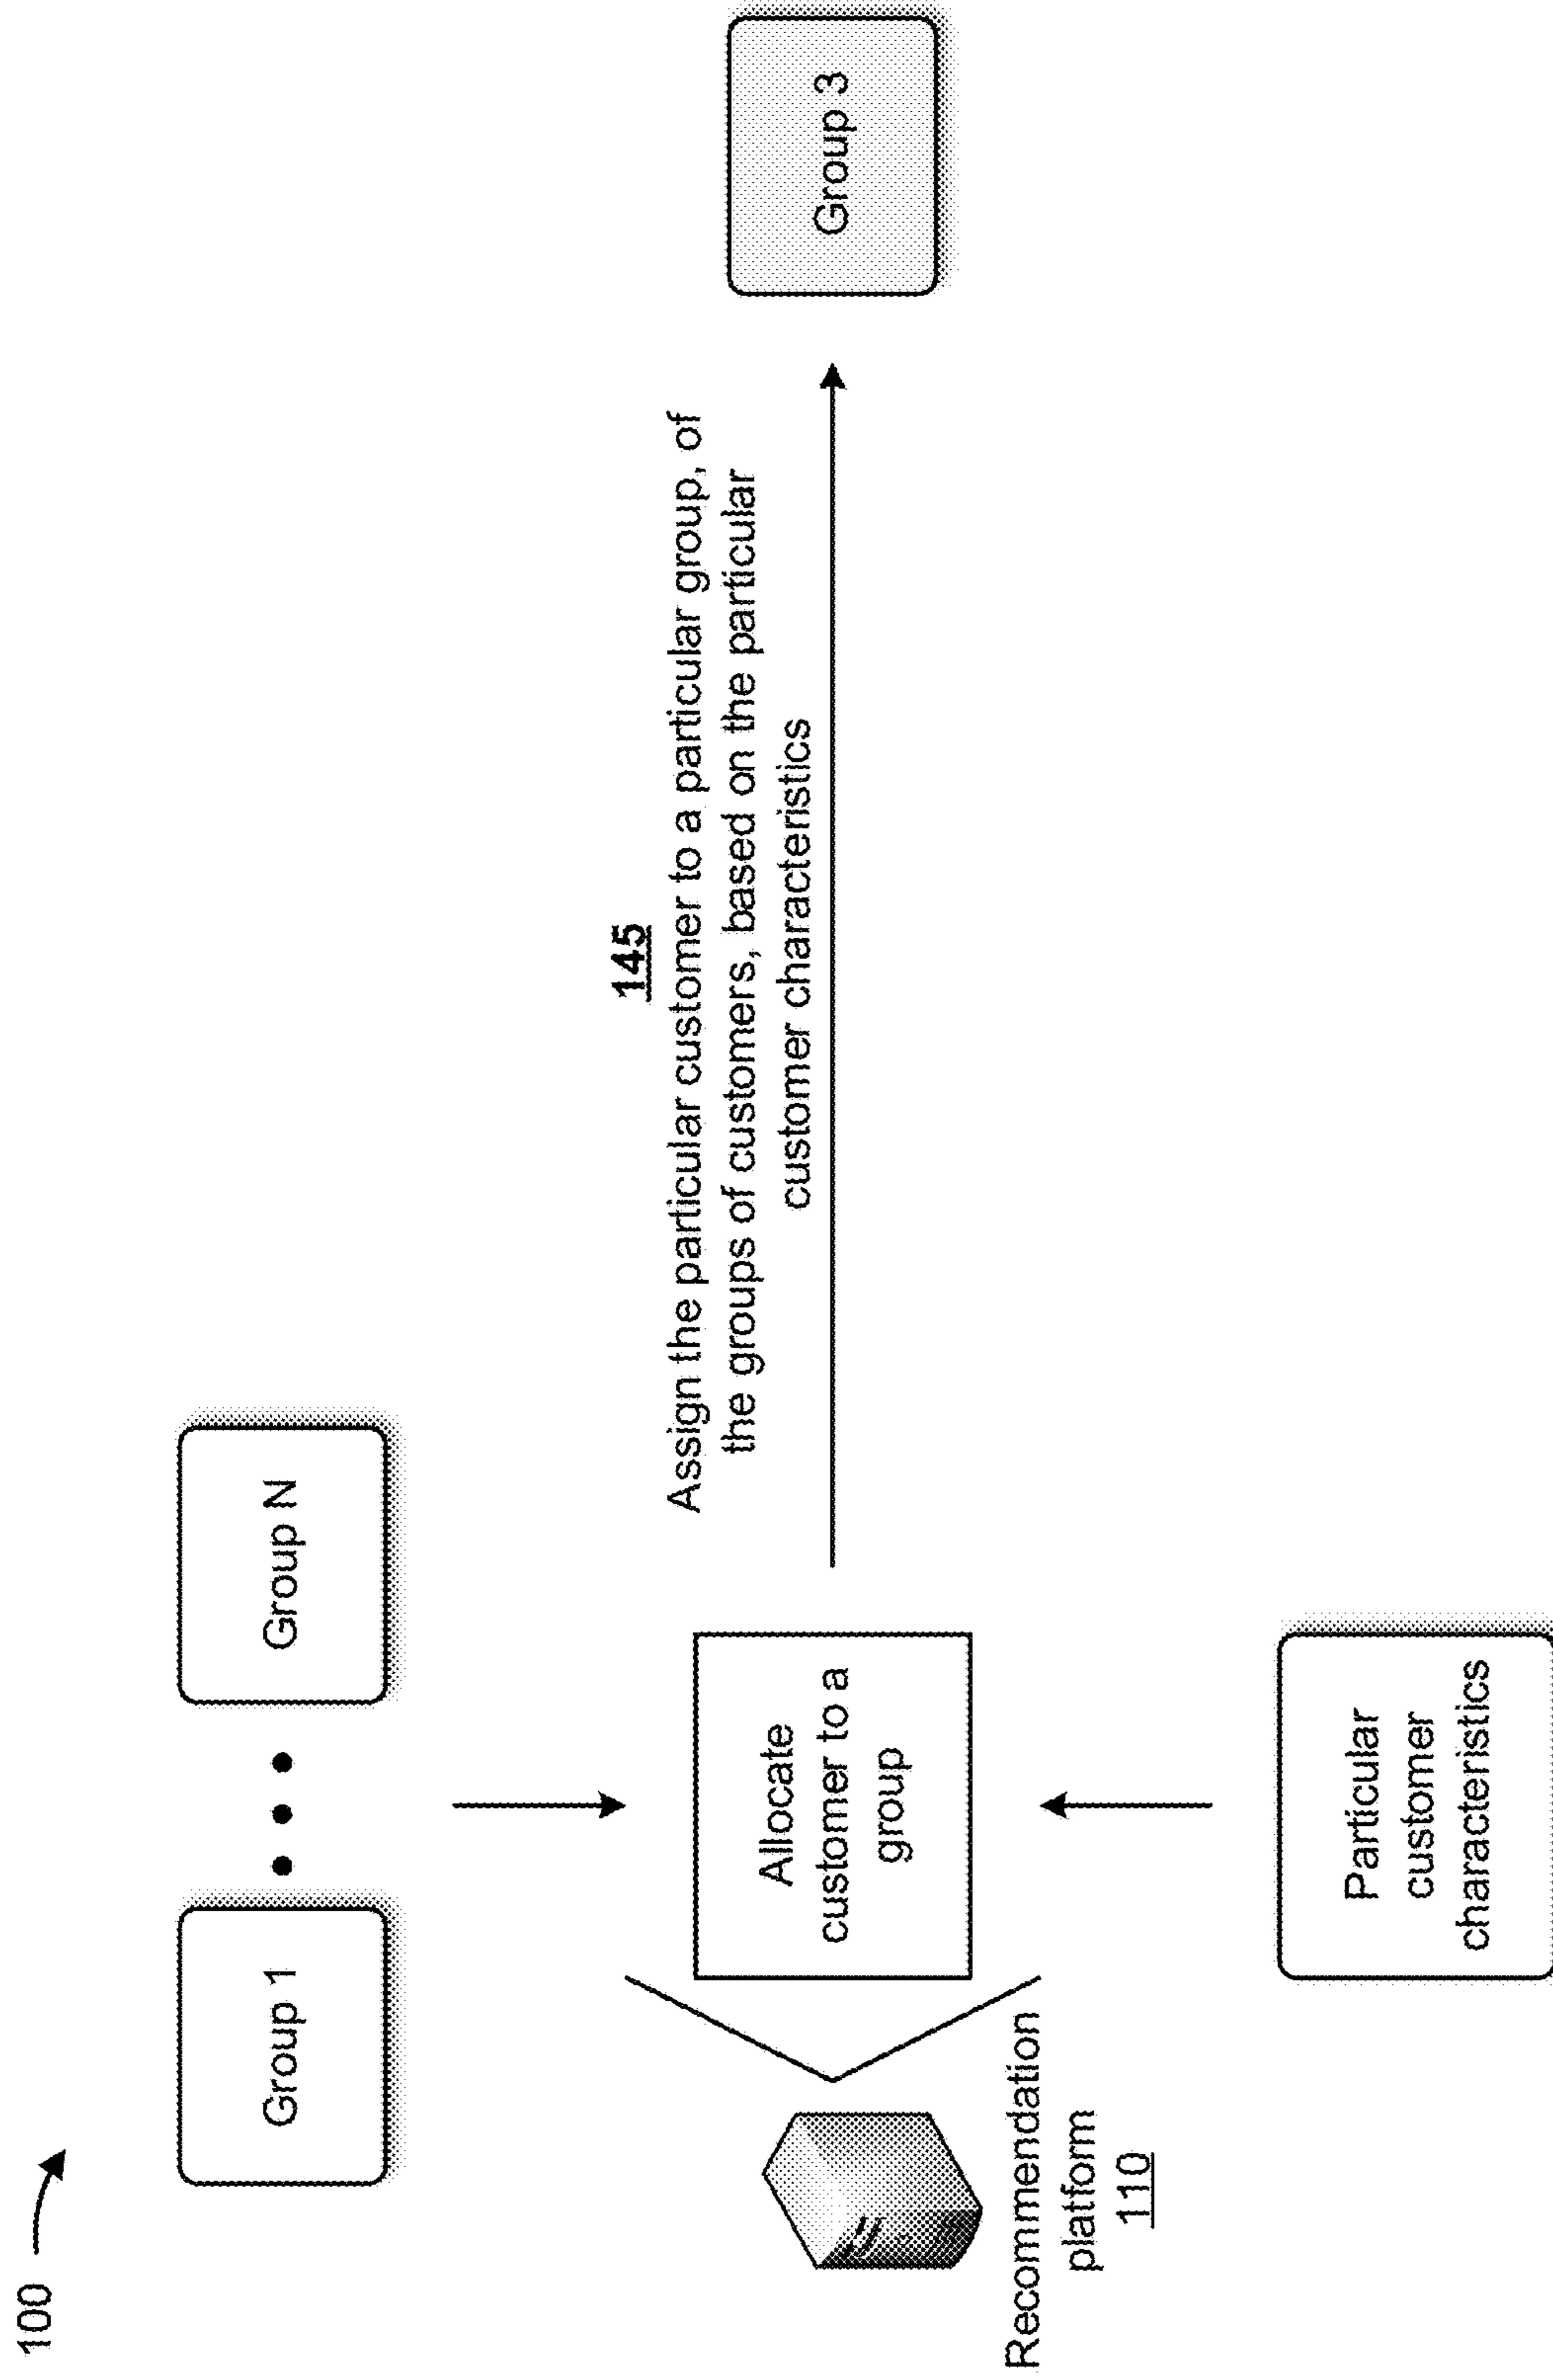 100
Group 1
Group N
145
Assign the particular customer to a particular group, of
the groups of customers, based on the particular
customer characteristics
Allocate
customer to a
group
Group 3
Recommendation
platform
110
Particular
customer
characteristics